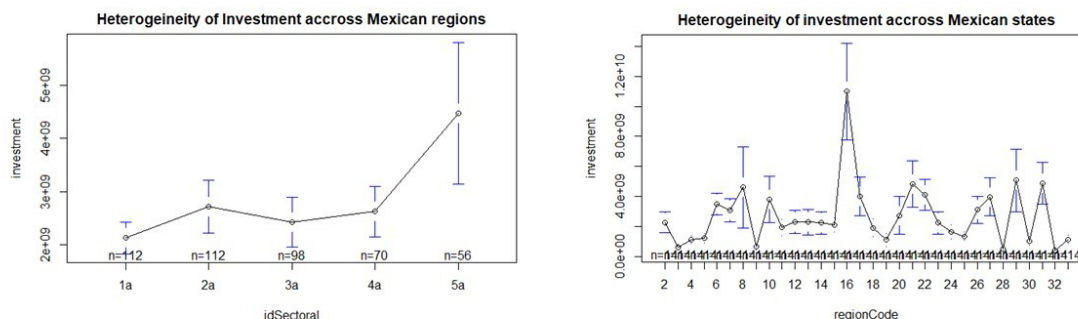 Heterogeineity of Investment accross Mexican regions
investment
2e+09 3e+09 4e+09 5e+09
n=112 n=112 n=98 n=70 n=56
1a 2a 3a 4a 5a
idSectoral
Heterogeineity of investment accross Mexican states
investment
0.0e+00 4.0e+09 8.0e+09 1.2e+10
2 4 6 8 10 12 14 16 18 20 22 24 26 28 30 32
regionCode